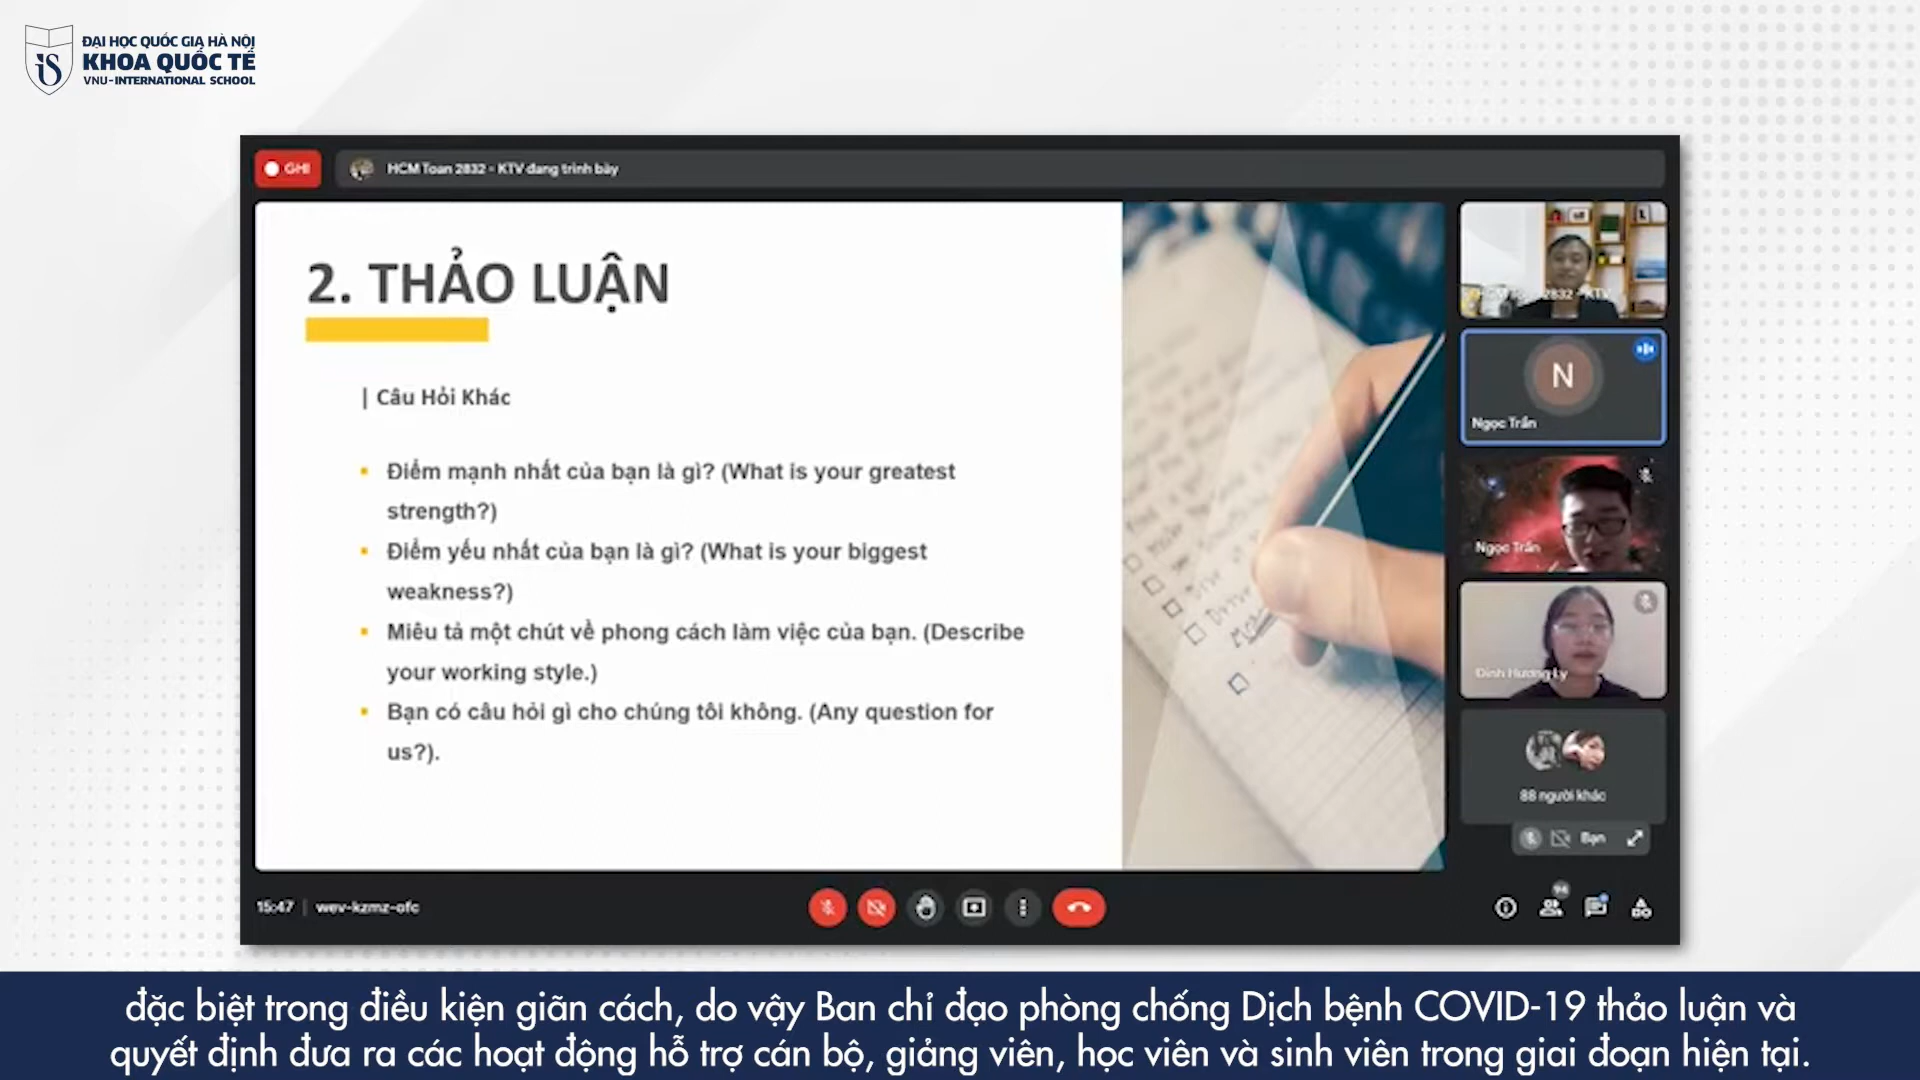 ĐẠI HỌC QUỐC GIA HÀ NỘI
KHOA QUỐC TẾ
VNU-INTERNATIONAL SCHOOL
GHI
HCM Toan 2832 - KTV đang trình bày
2. THẢO LUẬN
| Câu Hỏi Khác
Điểm mạnh nhất của bạn là gì? (What is your greatest
strength?)
Điểm yếu nhất của bạn là gì? (What is your biggest
weakness?)
Miêu tả một chút về phong cách làm việc của bạn. (Describe
your working style.)
Bạn có câu hỏi gì cho chúng tôi không. (Any question for
us?).
2832 - KTV
N
Ngọc Trần
Ngọc Trần
Đinh Hương Ly
88 người khác
Bạn
15:47 | wev-kzmz-ofc
94
đặc biệt trong điều kiện giãn cách, do vậy Ban chỉ đạo phòng chống Dịch bệnh COVID-19 thảo luận và
quyết định đưa ra các hoạt động hỗ trợ cán bộ, giảng viên, học viên và sinh viên trong giai đoạn hiện tại.